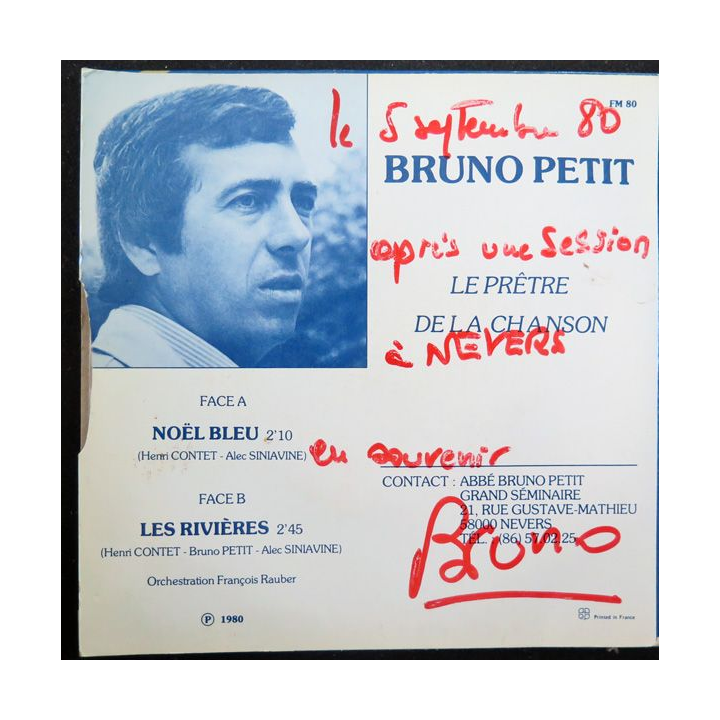 FM 80
le 5 septembre 80
BRUNO PETIT
après une session
LE PRÊTRE
DE LA CHANSON
à NEVERS
FACE A
NOËL BLEU 2'10
(Henri CONTET - Alec SINIAVINE)
en souvenir
CONTACT : ABBÉ BRUNO PETIT
GRAND SÉMINAIRE
21, RUE GUSTAVE-MATHIEU
58000 NEVERS
TÉL. : (86) 57.02.25
Bruno
FACE B
LES RIVIÈRES 2'45
(Henri CONTET - Bruno PETIT - Alec SINIAVINE)
Orchestration François Rauber
Ⓟ 1980
Printed in France